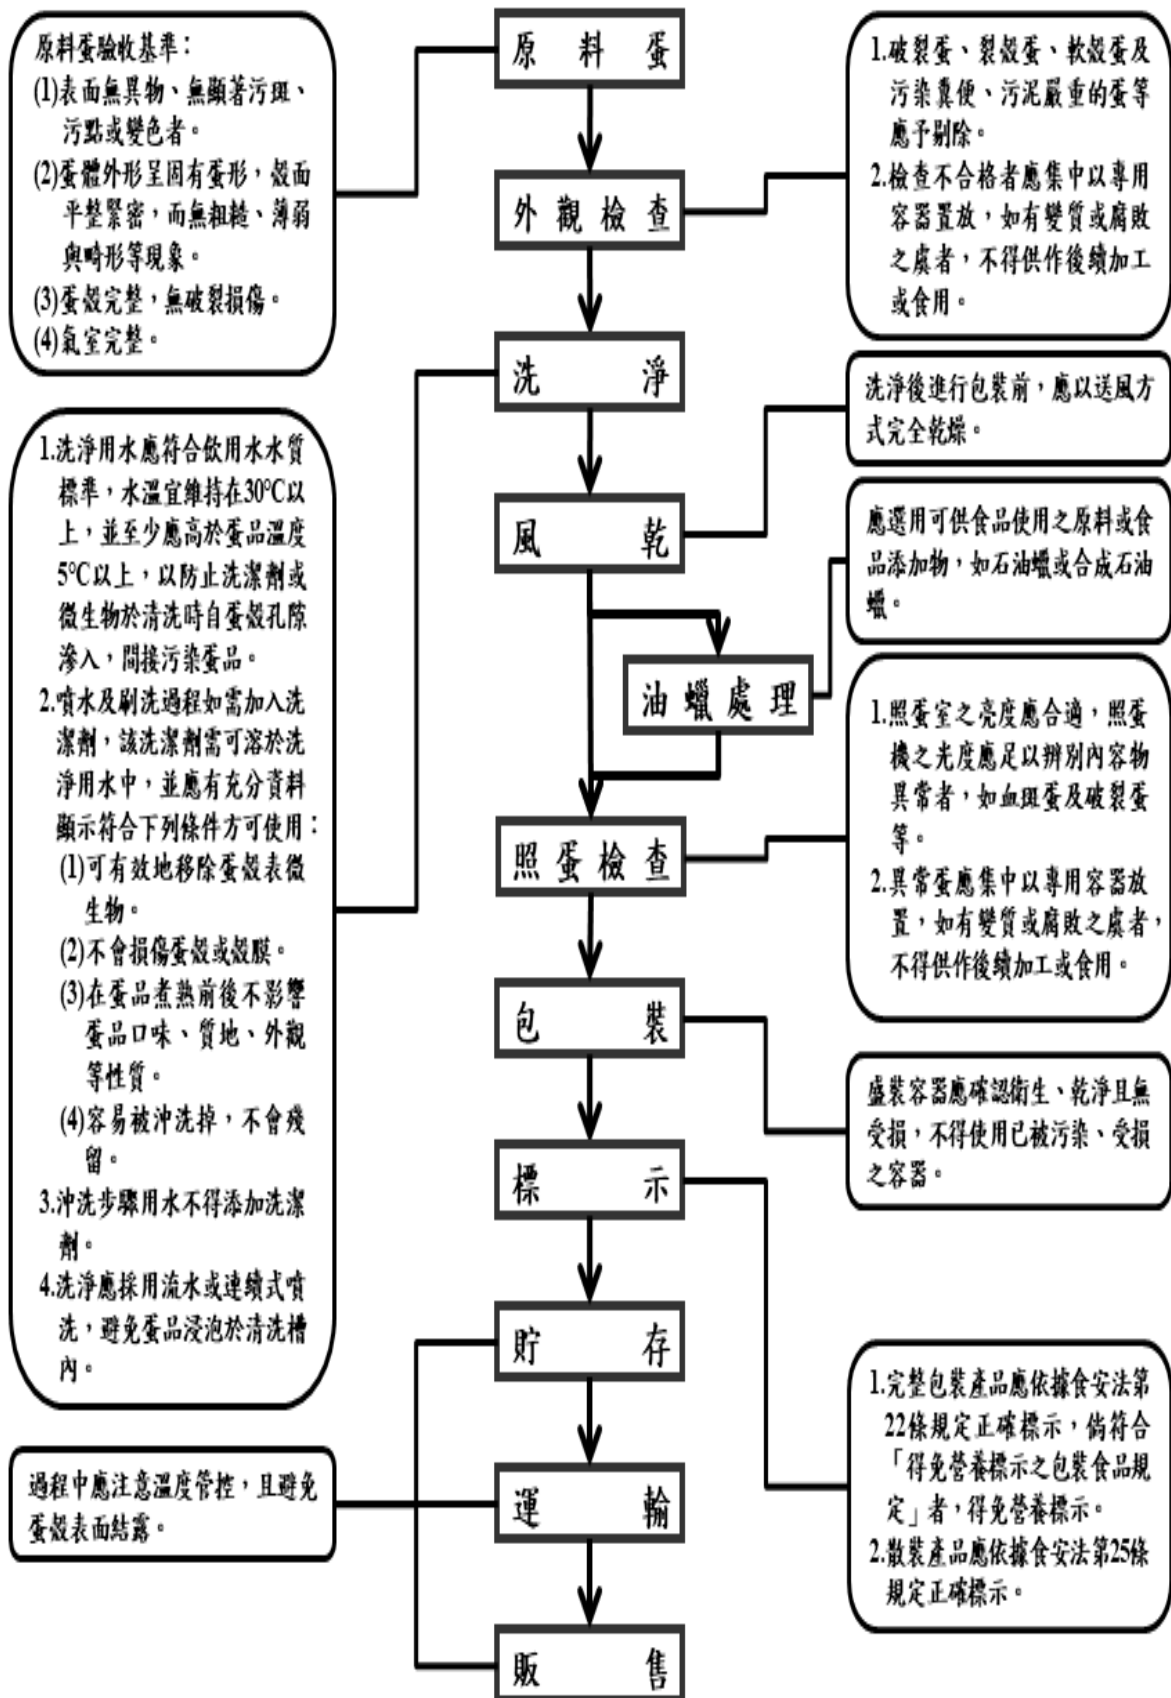 原料蛋驗收基準：
(1)表面無異物、無顯著污斑、
污點或變色者。
(2)蛋體外形呈固有蛋形，殼面
平整緊密，而無粗糙、薄弱
與畸形等現象。
(3)蛋殼完整，無破裂損傷。
(4)氣室完整。
原料蛋
1.破裂蛋、裂殼蛋、軟殼蛋及
污染糞便、污泥嚴重的蛋等
應予剔除。
2.檢查不合格者應集中以專用
容器置放，如有變質或腐敗
之虞者，不得供作後續加工
或食用。
外觀檢查
洗淨
1.洗淨用水應符合飲用水水質
標準，水溫宜維持在30°C以
上，並至少應高於蛋品溫度
5°C以上，以防止洗潔劑或
微生物於清洗時自蛋殼孔隙
滲入，間接污染蛋品。
2.噴水及刷洗過程如需加入洗
潔劑，該洗潔劑需可溶於洗
淨用水中，並應有充分資料
顯示符合下列條件方可使用：
(1)可有效地移除蛋殼表微
生物。
(2)不會損傷蛋殼或殼膜。
(3)在蛋品煮熟前後不影響
蛋品口味、質地、外觀
等性質。
(4)容易被沖洗掉，不會殘
留。
3.沖洗步驟用水不得添加洗潔
劑。
4.洗淨應採用流水或連續式噴
洗，避免蛋品浸泡於清洗槽
內。
洗淨後進行包裝前，應以送風方
式完全乾燥。
風乾
應選用可供食品使用之原料或食
品添加物，如石油蠟或合成石油
蠟。
油蠟處理
1.照蛋室之亮度應合適，照蛋
機之光度應足以辨別內容物
異常者，如血斑蛋及破裂蛋
等。
2.異常蛋應集中以專用容器放
置，如有變質或腐敗之虞者，
不得供作後續加工或食用。
照蛋檢查
包裝
盛裝容器應確認衛生、乾淨且無
受損，不得使用已被污染、受損
之容器。
標示
1.完整包裝產品應依據食安法第
22條規定正確標示，倘符合
「得免營養標示之包裝食品規
定」者，得免營養標示。
2.散裝產品應依據食安法第25條
規定正確標示。
貯存
過程中應注意溫度管控，且避免
蛋殼表面結露。
運輸
販售